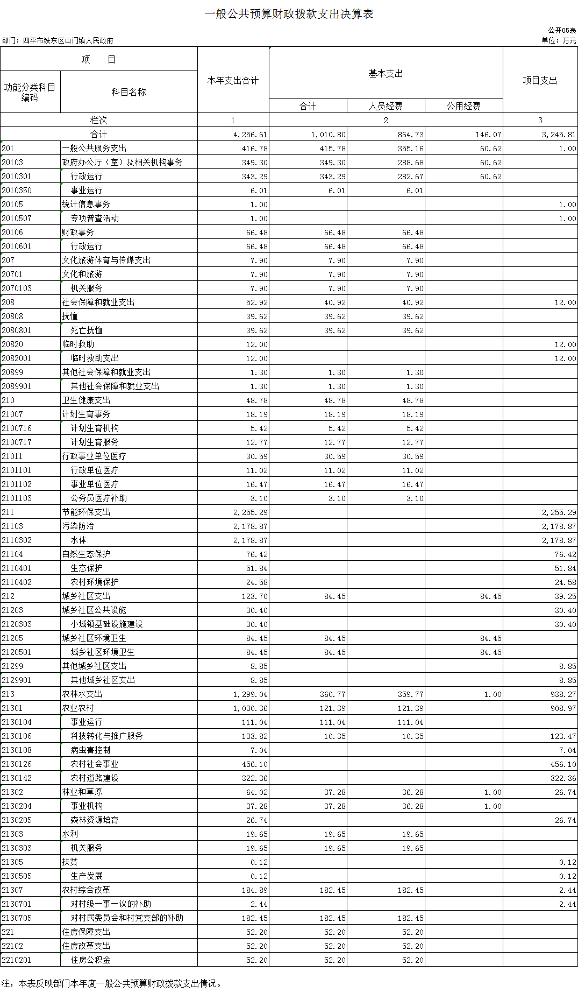 一般公共预算财政拨款支出决算表
公开05表
部门：四平市铁东区山门镇人民政府 单位：万元
项 目 本年支出合计 基本支出 项目支出
功能分类科目编码 科目名称 合计 人员经费 公用经费
栏次 1 2 3
合计 4,256.61 1,010.80 864.73 146.07 3,245.81
201 一般公共服务支出 416.78 415.78 355.16 60.62 1.00
20103 政府办公厅（室）及相关机构事务 349.30 349.30 288.68 60.62
2010301 行政运行 343.29 343.29 282.67 60.62
2010350 事业运行 6.01 6.01 6.01
20105 统计信息事务 1.00 1.00
2010507 专项普查活动 1.00 1.00
20106 财政事务 66.48 66.48 66.48
2010601 行政运行 66.48 66.48 66.48
207 文化旅游体育与传媒支出 7.90 7.90 7.90
20701 文化和旅游 7.90 7.90 7.90
2070103 机关服务 7.90 7.90 7.90
208 社会保障和就业支出 52.92 40.92 40.92 12.00
20808 抚恤 39.62 39.62 39.62
2080801 死亡抚恤 39.62 39.62 39.62
20820 临时救助 12.00 12.00
2082001 临时救助支出 12.00 12.00
20899 其他社会保障和就业支出 1.30 1.30 1.30
2089901 其他社会保障和就业支出 1.30 1.30 1.30
210 卫生健康支出 48.78 48.78 48.78
21007 计划生育事务 18.19 18.19 18.19
2100716 计划生育机构 5.42 5.42 5.42
2100717 计划生育服务 12.77 12.77 12.77
21011 行政事业单位医疗 30.59 30.59 30.59
2101101 行政单位医疗 11.02 11.02 11.02
2101102 事业单位医疗 16.47 16.47 16.47
2101103 公务员医疗补助 3.10 3.10 3.10
211 节能环保支出 2,255.29 2,255.29
21103 污染防治 2,178.87 2,178.87
2110302 水体 2,178.87 2,178.87
21104 自然生态保护 76.42 76.42
2110401 生态保护 51.84 51.84
2110402 农村环境保护 24.58 24.58
212 城乡社区支出 123.70 84.45 84.45 39.25
21203 城乡社区公共设施 30.40 30.40
2120303 小城镇基础设施建设 30.40 30.40
21205 城乡社区环境卫生 84.45 84.45 84.45
2120501 城乡社区环境卫生 84.45 84.45 84.45
21299 其他城乡社区支出 8.85 8.85
2129901 其他城乡社区支出 8.85 8.85
213 农林水支出 1,299.04 360.77 359.77 1.00 938.27
21301 农业农村 1,030.36 121.39 121.39 908.97
2130104 事业运行 111.04 111.04 111.04
2130106 科技转化与推广服务 133.82 10.35 10.35 123.47
2130108 病虫害控制 7.04 7.04
2130126 农村社会事业 456.10 456.10
2130142 农村道路建设 322.36 322.36
21302 林业和草原 64.02 37.28 36.28 1.00 26.74
2130204 事业机构 37.28 37.28 36.28 1.00
2130205 森林资源培育 26.74 26.74
21303 水利 19.65 19.65 19.65
2130303 机关服务 19.65 19.65 19.65
21305 扶贫 0.12 0.12
2130505 生产发展 0.12 0.12
21307 农村综合改革 184.89 182.45 182.45 2.44
2130701 对村级一事一议的补助 2.44 2.44
2130705 对村民委员会和村党支部的补助 182.45 182.45 182.45
221 住房保障支出 52.20 52.20 52.20
22102 住房改革支出 52.20 52.20 52.20
2210201 住房公积金 52.20 52.20 52.20
注：本表反映部门本年度一般公共预算财政拨款支出情况。